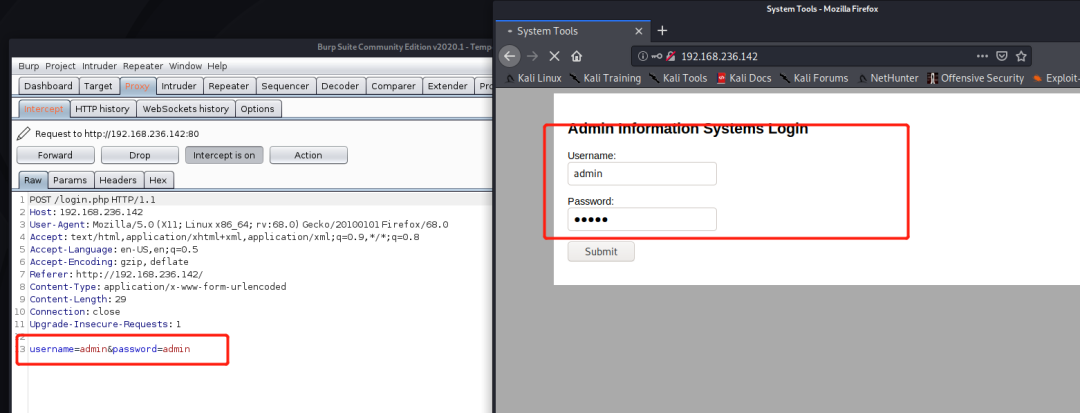 Burp Suite Community Edition v2020.1 - Temp
Burp Project Intruder Repeater Window Help
Dashboard Target Proxy Intruder Repeater Sequencer Decoder Comparer Extender Pro
Intercept HTTP history WebSockets history Options
Request to http://192.168.236.142:80
Forward Drop Intercept is on Action
Raw Params Headers Hex
1 POST /login.php HTTP/1.1
2 Host: 192.168.236.142
3 User-Agent: Mozilla/5.0 (X11; Linux x86_64; rv:68.0) Gecko/20100101 Firefox/68.0
4 Accept: text/html,application/xhtml+xml,application/xml;q=0.9,*/*;q=0.8
5 Accept-Language: en-US,en;q=0.5
6 Accept-Encoding: gzip, deflate
7 Referer: http://192.168.236.142/
8 Content-Type: application/x-www-form-urlencoded
9 Content-Length: 29
10 Connection: close
11 Upgrade-Insecure-Requests: 1
12
3 username=admin&password=admin
System Tools - Mozilla Firefox
System Tools
192.168.236.142
Kali Linux Kali Training Kali Tools Kali Docs Kali Forums NetHunter Offensive Security Exploit-
Admin Information Systems Login
Username:
admin
Password:
●●●●●
Submit